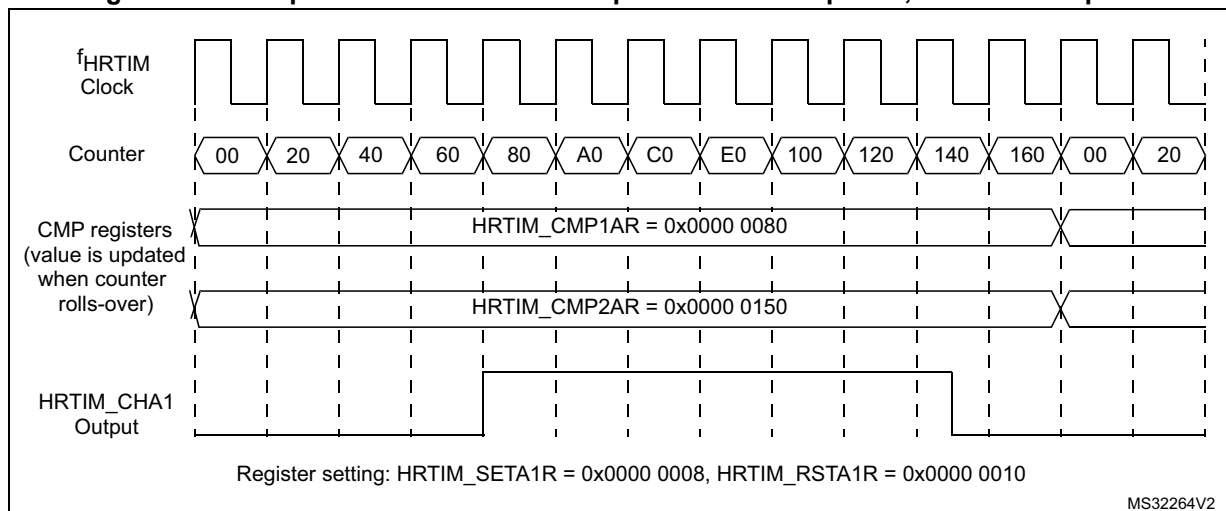 fHRTIM
Clock
Counter
00 20 40 60 80 A0 C0 E0 100 120 140 160 00 20
CMP registers
(value is updated
when counter
rolls-over)
HRTIM_CMP1AR = 0x0000 0080
HRTIM_CMP2AR = 0x0000 0150
HRTIM_CHA1
Output
Register setting: HRTIM_SETA1R = 0x0000 0008, HRTIM_RSTA1R = 0x0000 0010
MS32264V2